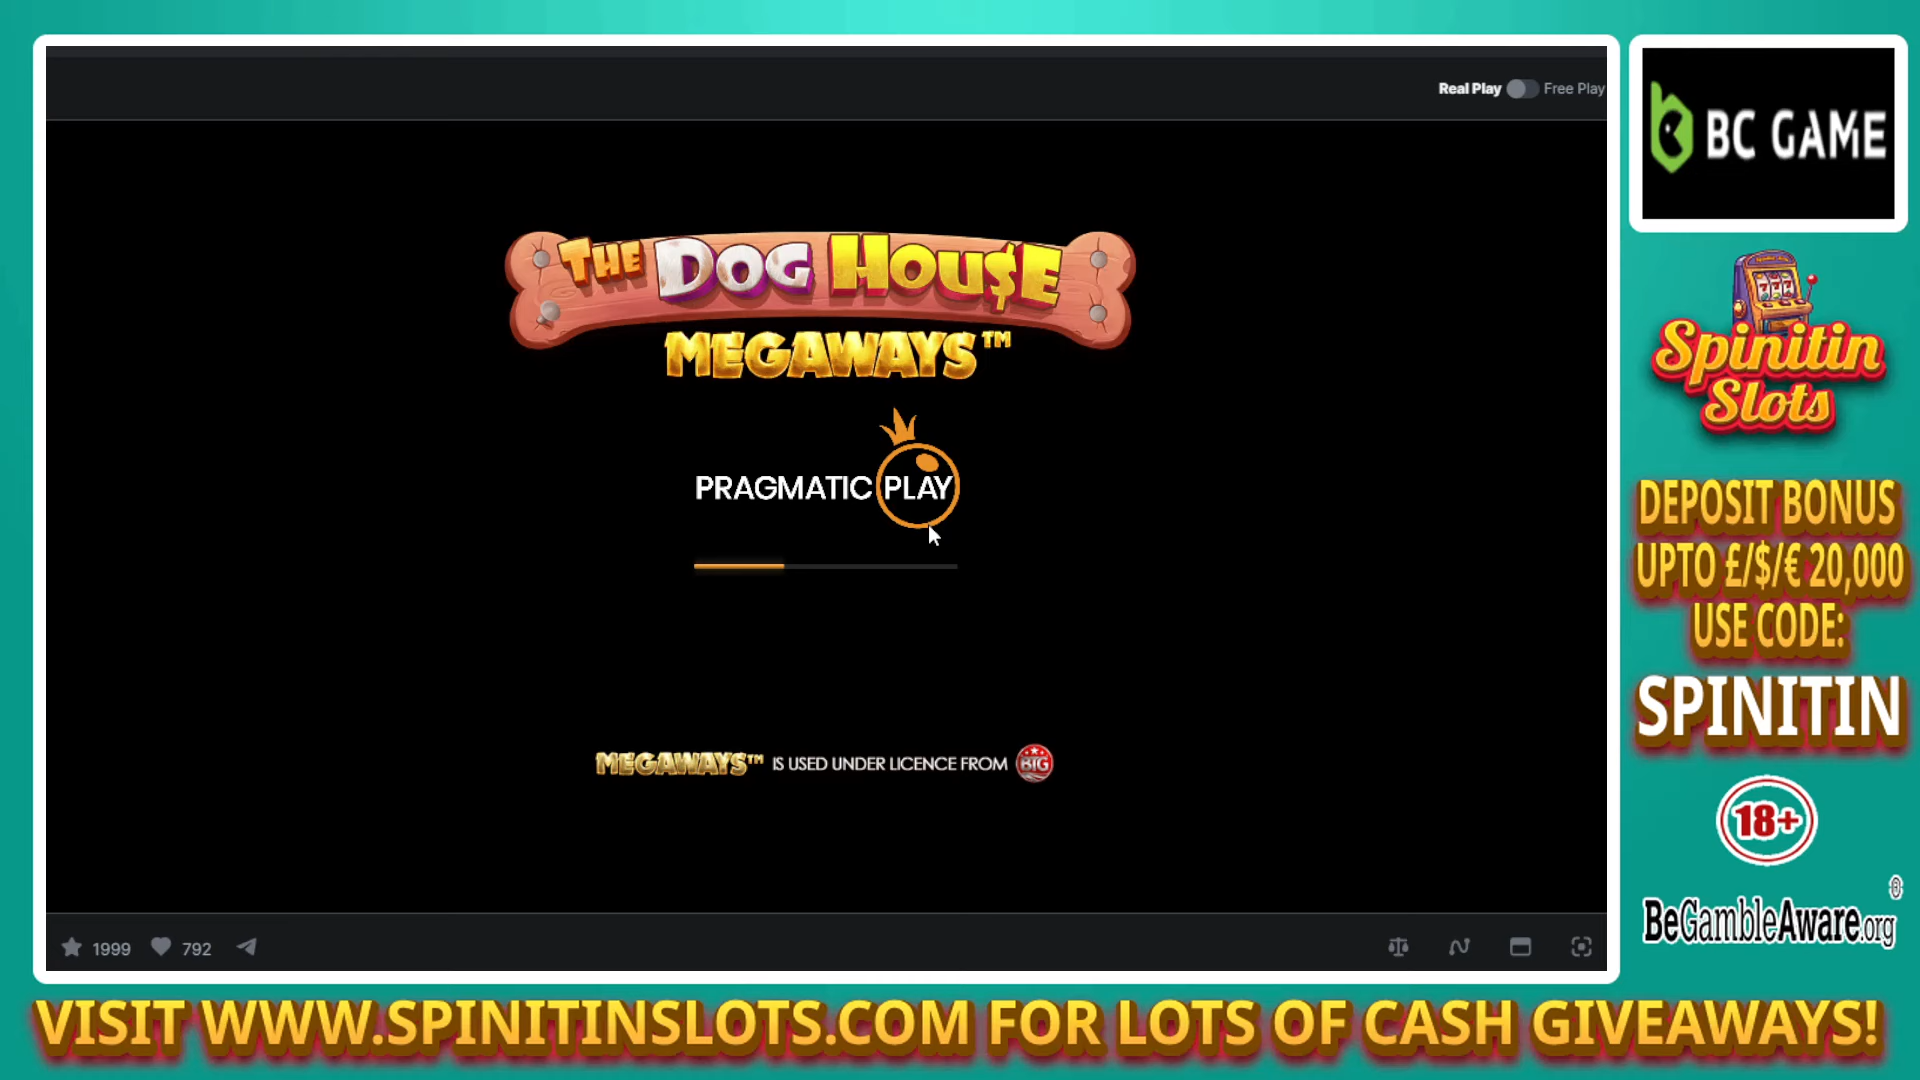 Real Play Free Play
THE DOG HOU$E
MEGAWAYS™
PRAGMATIC PLAY
MEGAWAYS™ IS USED UNDER LICENCE FROM BIG
1999 792
BC GAME
Spinitin
Slots
DEPOSIT BONUS
UPTO £/$/€ 20,000
USE CODE:
SPINITIN
18+
BeGambleAware.org®
VISIT WWW.SPINITINSLOTS.COM FOR LOTS OF CASH GIVEAWAYS!